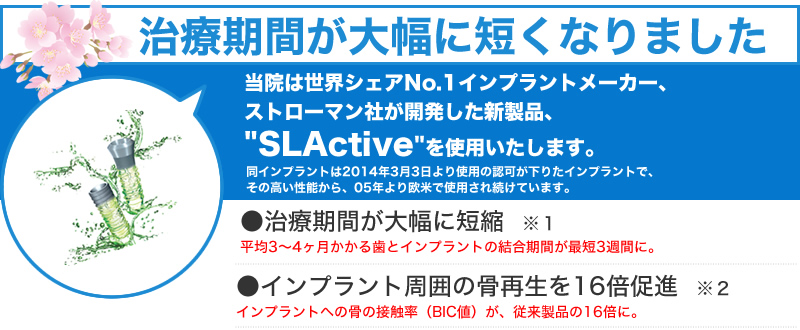 治療期間が大幅に短くなりました
当院は世界シェアNo.1インプラントメーカー、
ストローマン社が開発した新製品、
"SLActive"を使用いたします。
同インプラントは2014年3月3日より使用の認可が下りたインプラントで、
その高い性能から、05年より欧米で使用され続けています。
●治療期間が大幅に短縮 ※1
平均3〜4ヶ月かかる歯とインプラントの結合期間が最短3週間に。
●インプラント周囲の骨再生を16倍促進 ※2
インプラントへの骨の接触率（BIC値）が、従来製品の16倍に。